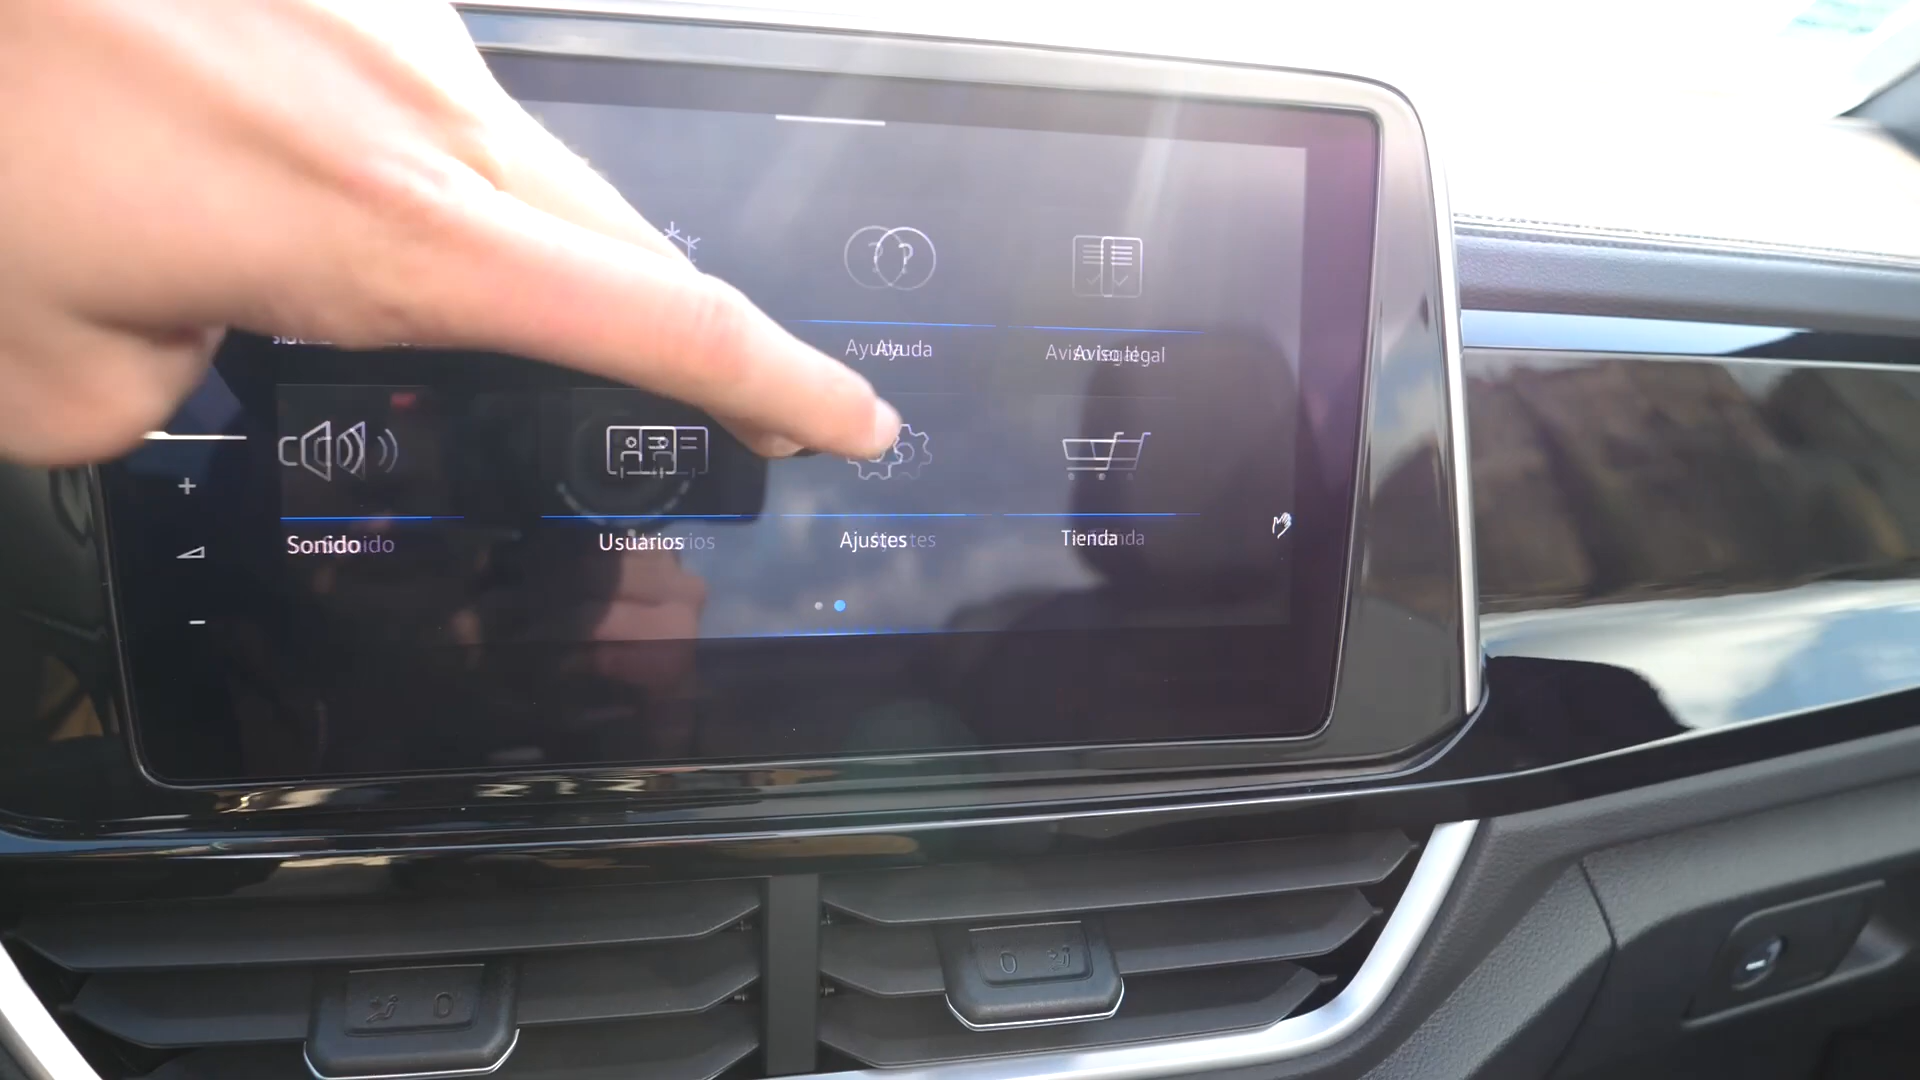 Ayuda
Aviso legal
Sonido
Usuarios
Ajustes
Tienda